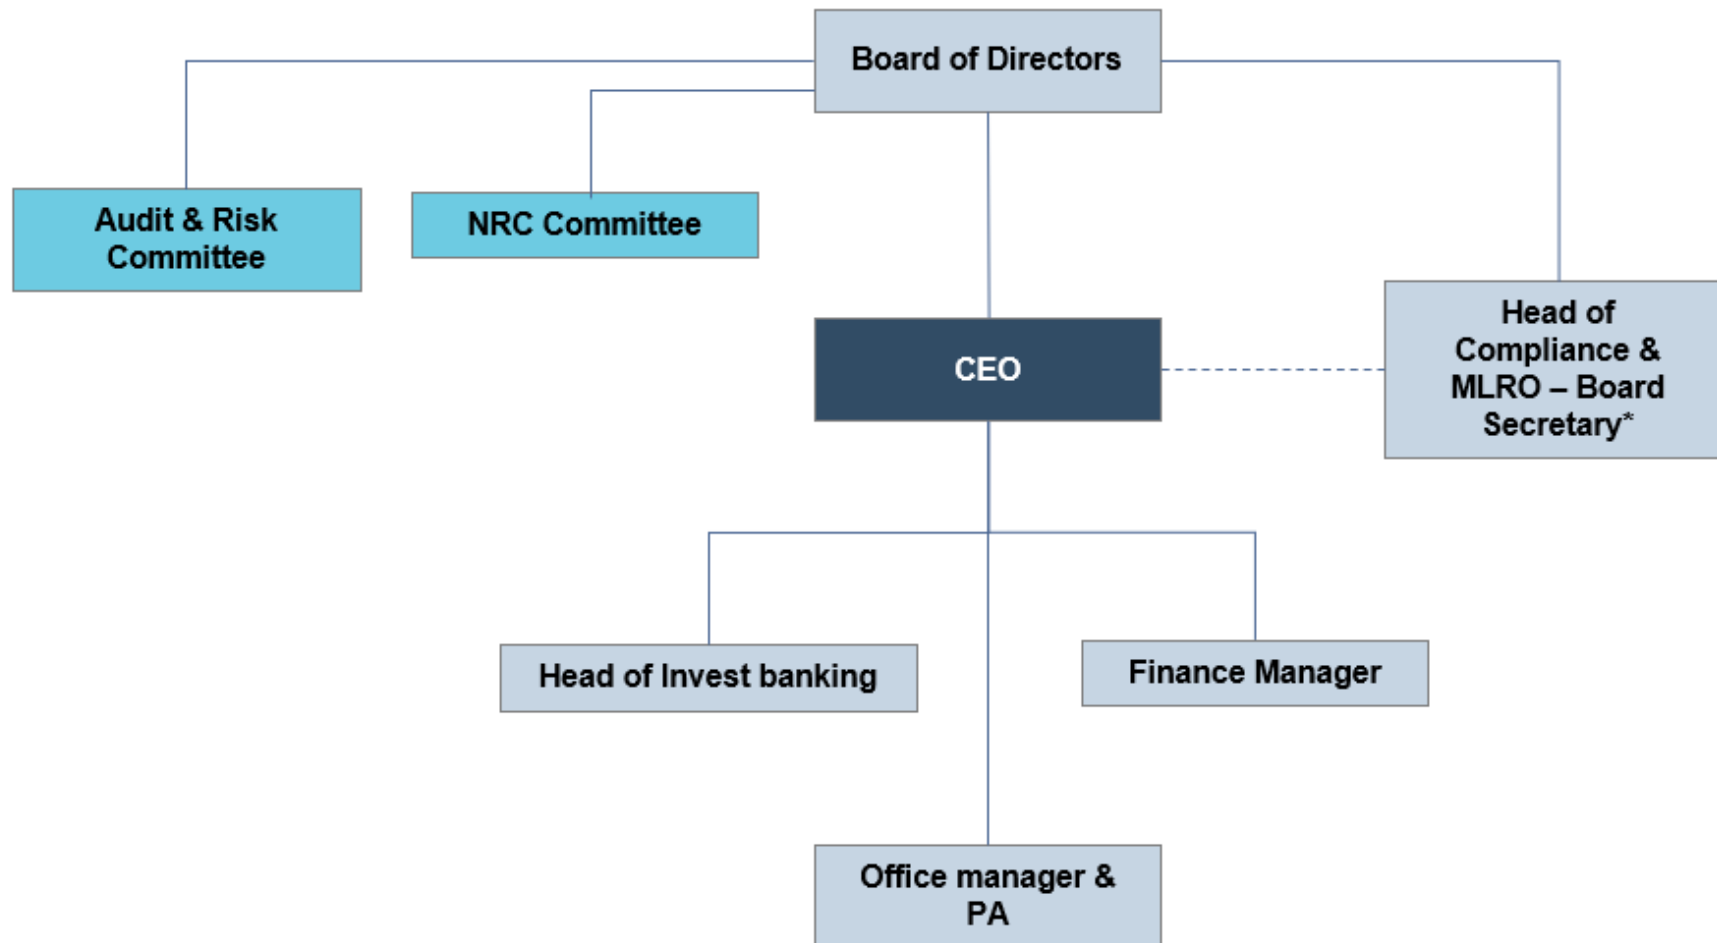 Board of Directors
Audit & Risk
Committee
NRC Committee
CEO
Head of
Compliance &
MLRO – Board
Secretary*
Head of Invest banking
Finance Manager
Office manager &
PA